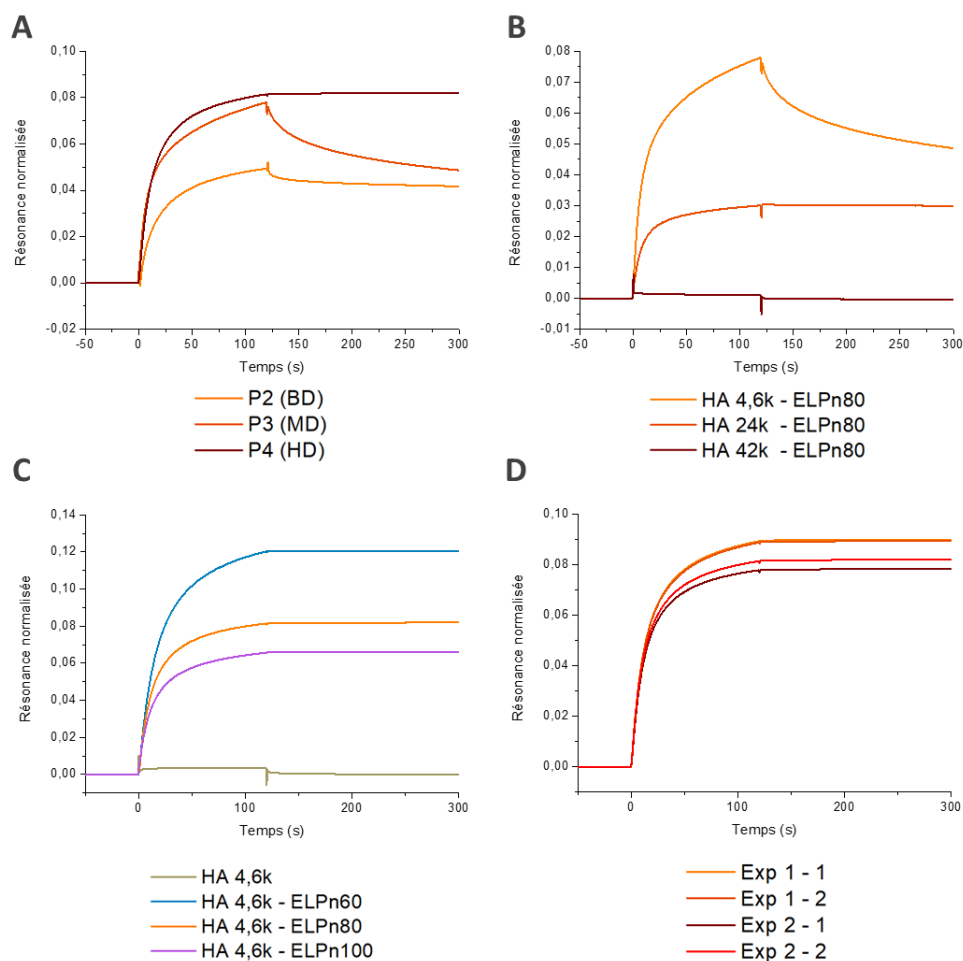 A
0,10
0,08
0,06
0,04
0,02
0,00
-0,02
Résonance normalisée
-50 0 50 100 150 200 250 300
Temps (s)
P2 (BD)
P3 (MD)
P4 (HD)
B
0,08
0,07
0,06
0,05
0,04
0,03
0,02
0,01
0,00
-0,01
Résonance normalisée
-50 0 50 100 150 200 250 300
Temps (s)
HA 4,6k - ELPn80
HA 24k - ELPn80
HA 42k - ELPn80
C
0,14
0,12
0,10
0,08
0,06
0,04
0,02
0,00
Résonance normalisée
0 100 200 300
Temps (s)
HA 4,6k
HA 4,6k - ELPn60
HA 4,6k - ELPn80
HA 4,6k - ELPn100
D
0,10
0,08
0,06
0,04
0,02
0,00
Résonance normalisée
0 100 200 300
Temps (s)
Exp 1 - 1
Exp 1 - 2
Exp 2 - 1
Exp 2 - 2